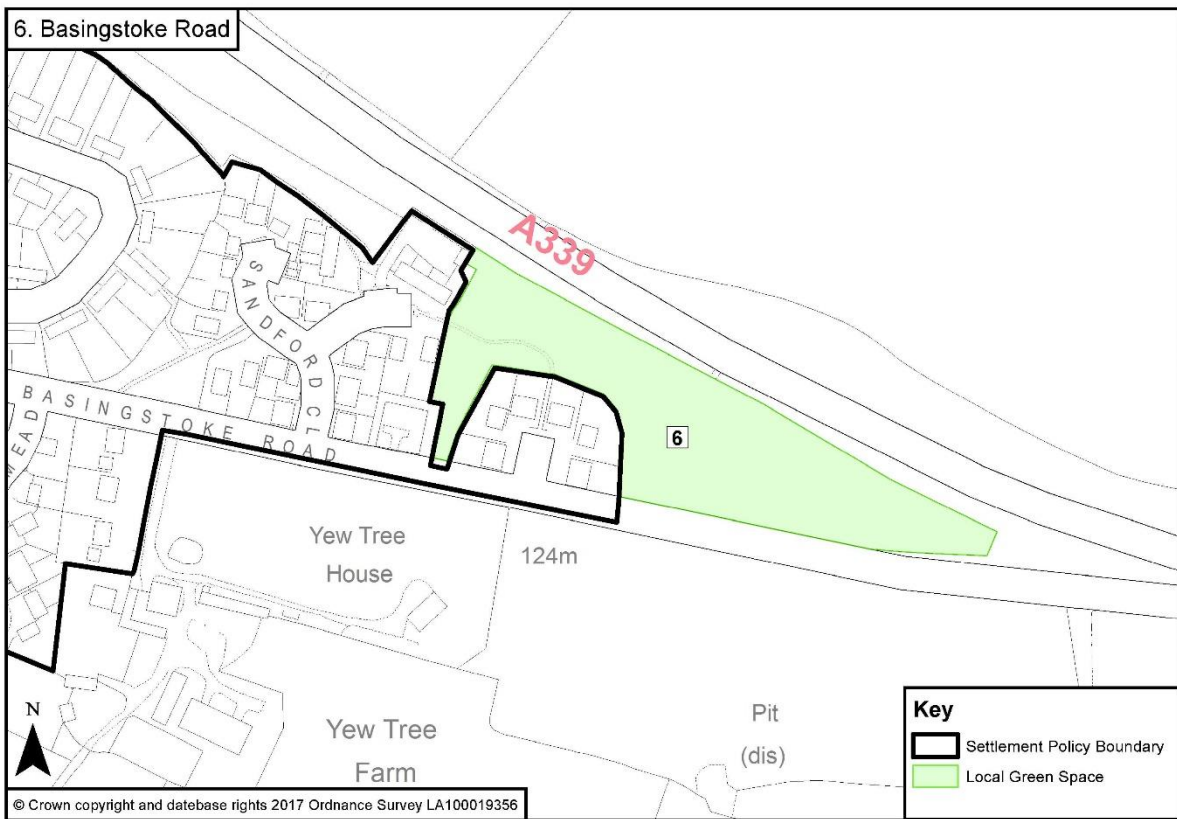 6. Basingstoke Road
A339
SANDFORD CL
BASINGSTOKE ROAD
MEAD
6
Yew Tree
House
124m
Yew Tree
Farm
Pit
(dis)
N
Key
Settlement Policy Boundary
Local Green Space
© Crown copyright and datebase rights 2017 Ordnance Survey LA100019356